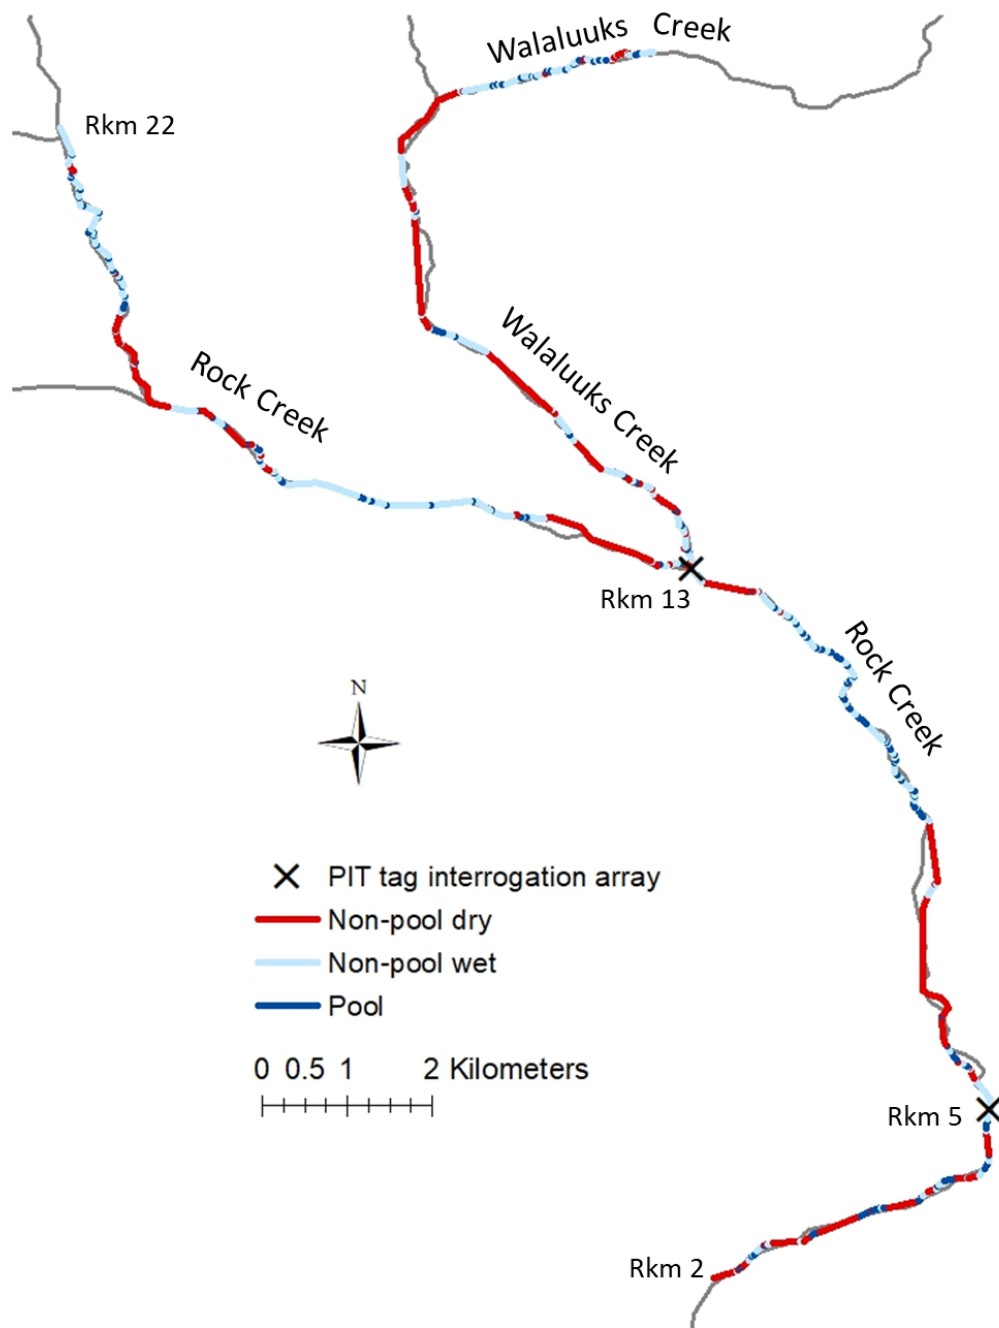 Walaluuks Creek
Rkm 22
Walaluuks Creek
Rock Creek
Rkm 13
Rock Creek
N
PIT tag interrogation array
Non-pool dry
Non-pool wet
Pool
0 0.5 1 2 Kilometers
Rkm 5
Rkm 2